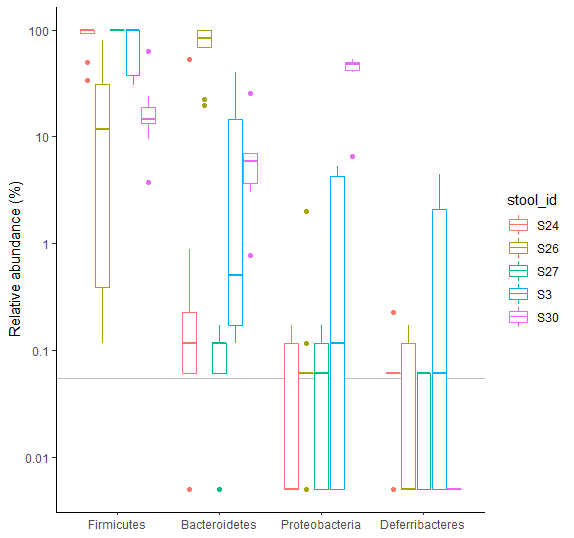 Relative abundance (%)
100
10
1
0.1
0.01
Firmicutes Bacteroidetes Proteobacteria Deferribacteres
stool_id
S24
S26
S27
S3
S30